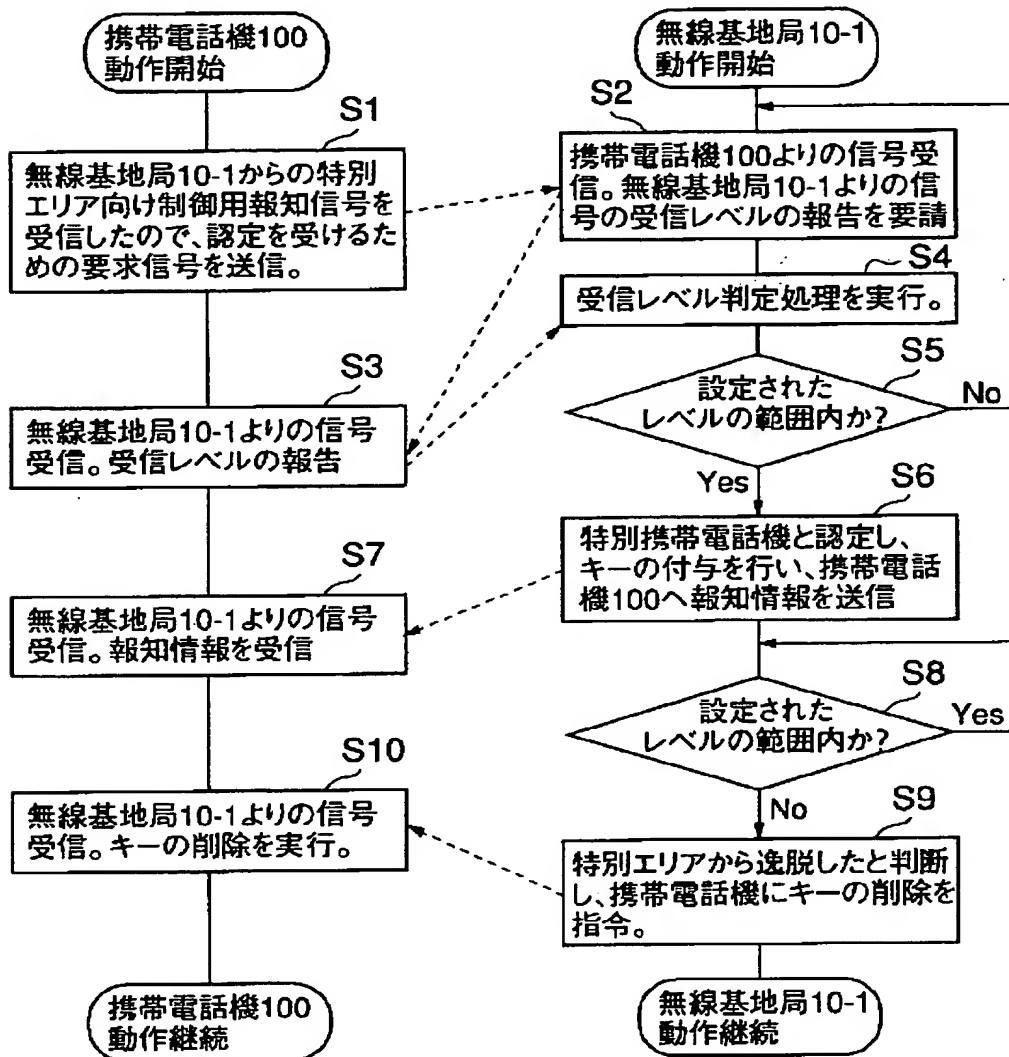 携帯電話機100
動作開始
S1
無線基地局10-1からの特別
エリア向け制御用報知信号を
受信したので、認定を受けるた
めの要求信号を送信。
S3
無線基地局10-1よりの信号
受信。受信レベルの報告
S7
無線基地局10-1よりの信号
受信。報知情報を受信
S10
無線基地局10-1よりの信号
受信。キーの削除を実行。
携帯電話機100
動作継続
無線基地局10-1
動作開始
S2
携帯電話機100よりの信号受
信。無線基地局10-1よりの信
号の受信レベルの報告を要請
S4
受信レベル判定処理を実行。
S5
設定された
レベルの範囲内か?
No
Yes
S6
特別携帯電話機と認定し、
キーの付与を行い、携帯電話
機100へ報知情報を送信
S8
設定された
レベルの範囲内か?
Yes
No
S9
特別エリアから逸脱したと判断
し、携帯電話機にキーの削除を
指令。
無線基地局10-1
動作継続